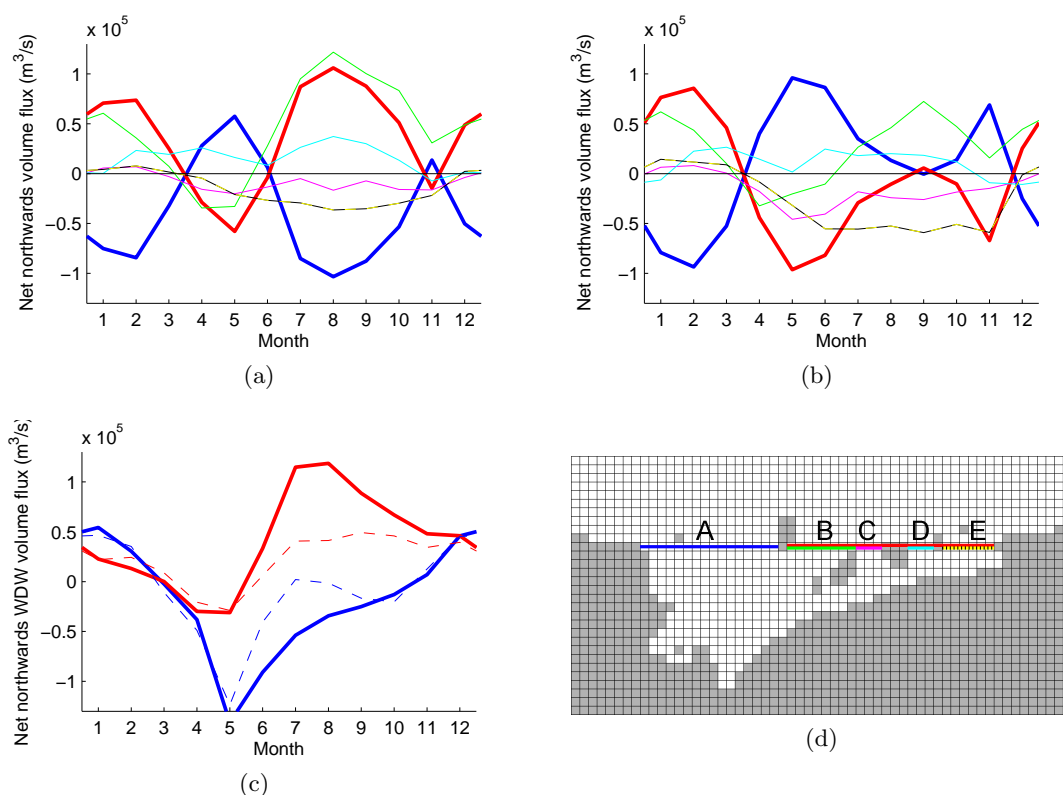 x 10^5
Net northwards volume flux (m^3/s)
1
0.5
0
−0.5
−1
1 2 3 4 5 6 7 8 9 10 11 12
Month
(a)
x 10^5
Net northwards volume flux (m^3/s)
1
0.5
0
−0.5
−1
1 2 3 4 5 6 7 8 9 10 11 12
Month
(b)
x 10^5
Net northwards WDW volume flux (m^3/s)
1
0.5
0
−0.5
−1
1 2 3 4 5 6 7 8 9 10 11 12
Month
(c)
A B C D E
(d)